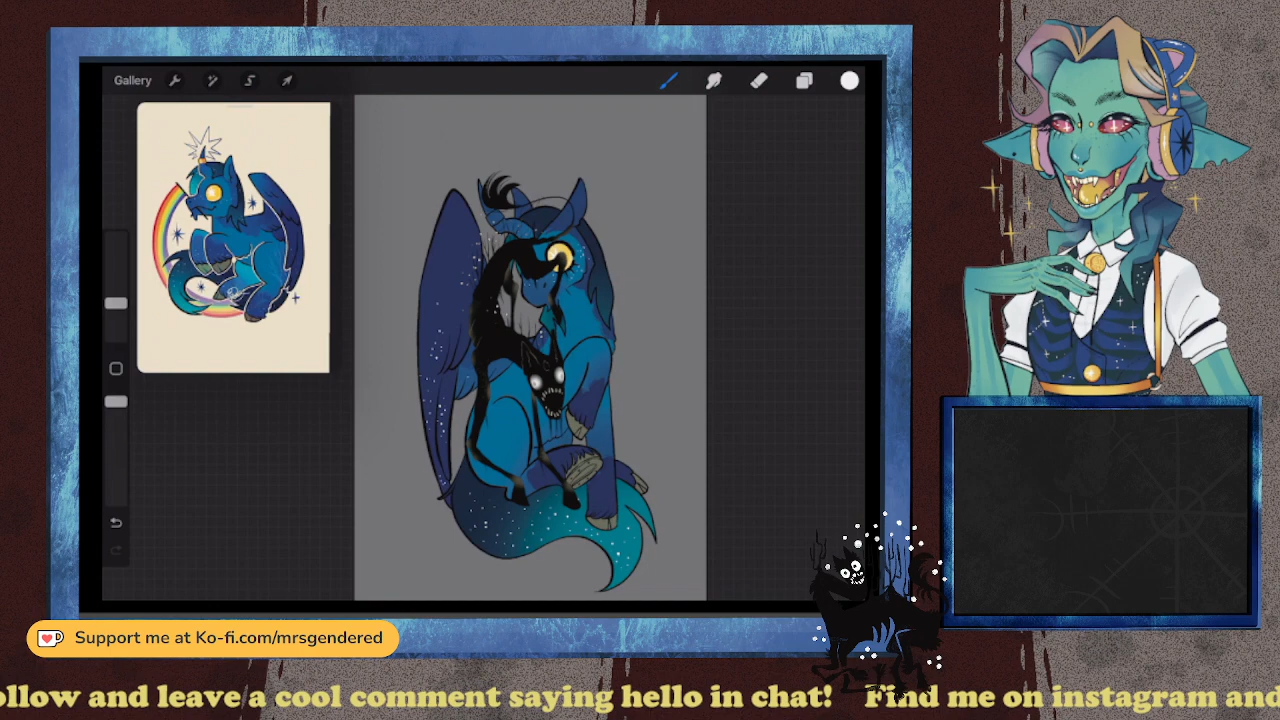 Gallery
Support me at Ko-fi.com/mrsgendered
ollow and leave a cool comment saying hello in chat! Find me on instagram and